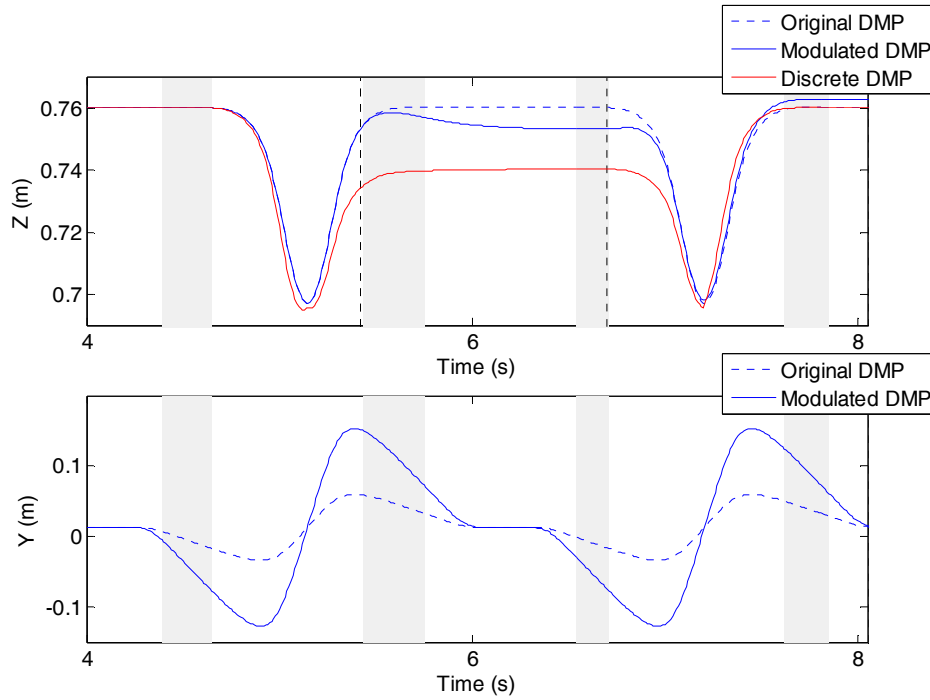 Original DMP
Modulated DMP
Discrete DMP
0.76
0.74
0.72
0.7
Z (m)
4
6
8
Time (s)
Original DMP
Modulated DMP
0.1
0
-0.1
Y (m)
4
6
8
Time (s)